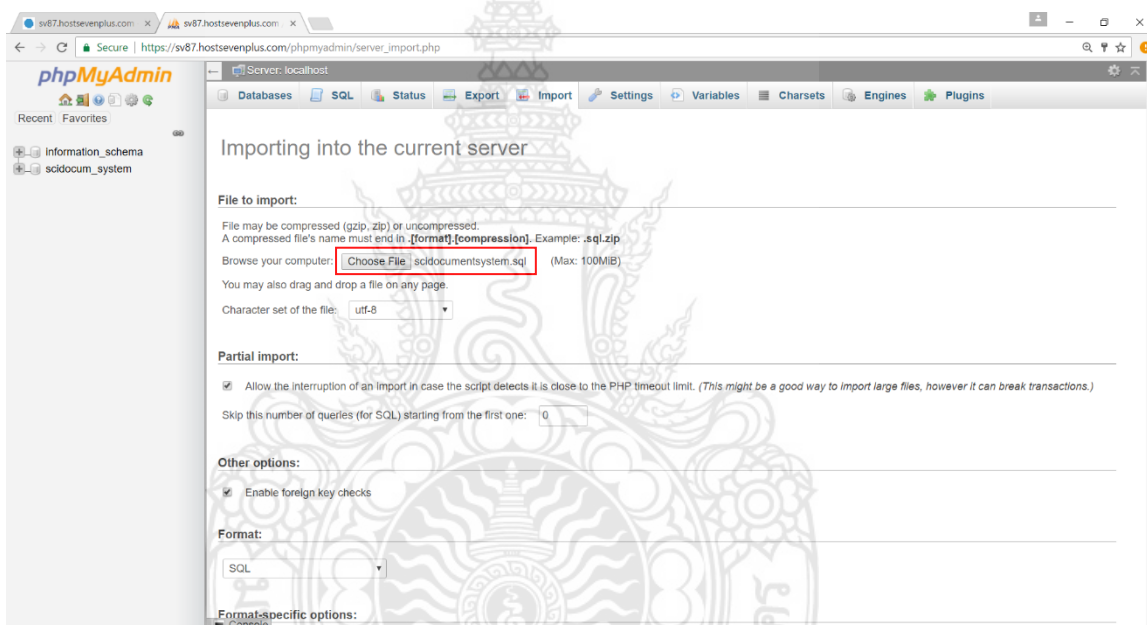 sv87.hostsevenplus.com
sv87.hostsevenplus.com
Secure | https://sv87.hostsevenplus.com/phpmyadmin/server_import.php
phpMyAdmin
Recent Favorites
information_schema
scidocum_system
Server: localhost
Databases SQL Status Export Import Settings Variables Charsets Engines Plugins
Importing into the current server
File to import:
File may be compressed (gzip, zip) or uncompressed.
A compressed file's name must end in .[format].[compression]. Example: .sql.zip
Browse your computer: Choose File scidocumentsystem.sql (Max: 100MiB)
You may also drag and drop a file on any page.
Character set of the file: utf-8
Partial import:
Allow the interruption of an import in case the script detects it is close to the PHP timeout limit. (This might be a good way to import large files, however it can break transactions.)
Skip this number of queries (for SQL) starting from the first one: 0
Other options:
Enable foreign key checks
Format:
SQL
Format-specific options:
Console